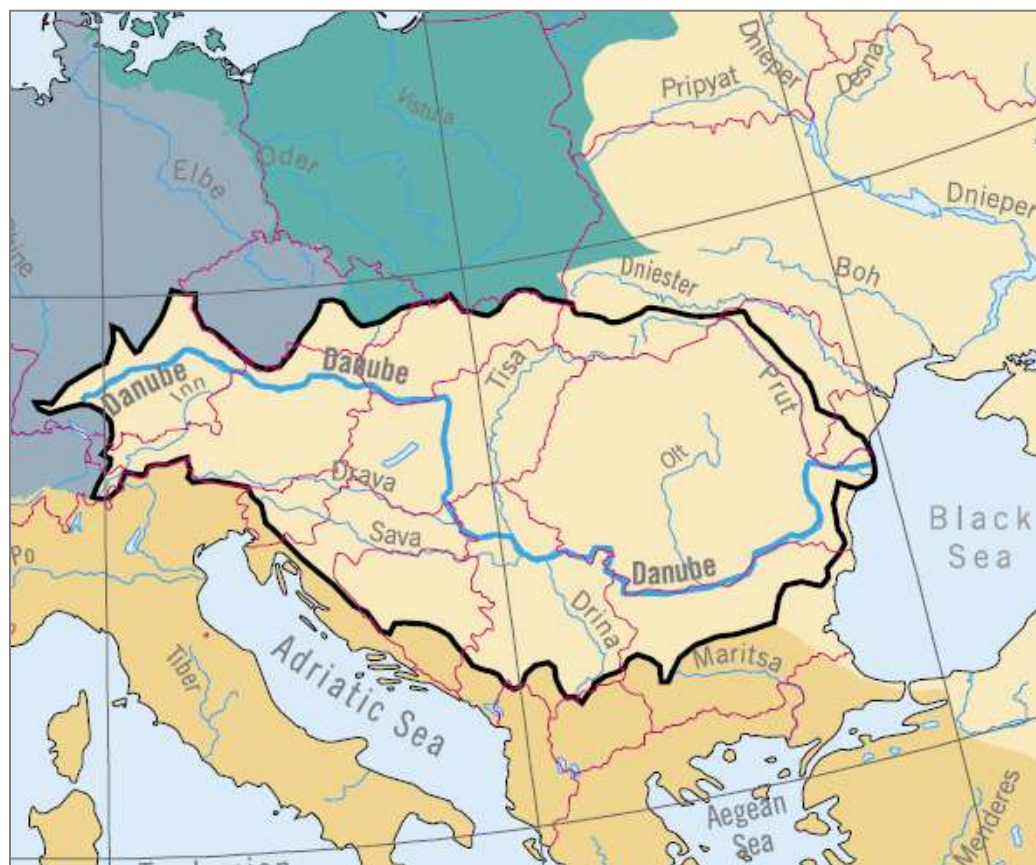 Dnieper
Desna
Pripyat
Vistula
Oder
Elbe
Dnieper
Boh
Dniester
Danube
Danube
Inn
Tisa
Prut
Olt
Drava
Sava
Black
Sea
Po
Danube
Drina
Maritsa
Tiber
Adriatic Sea
Aegean
Sea
Menderes